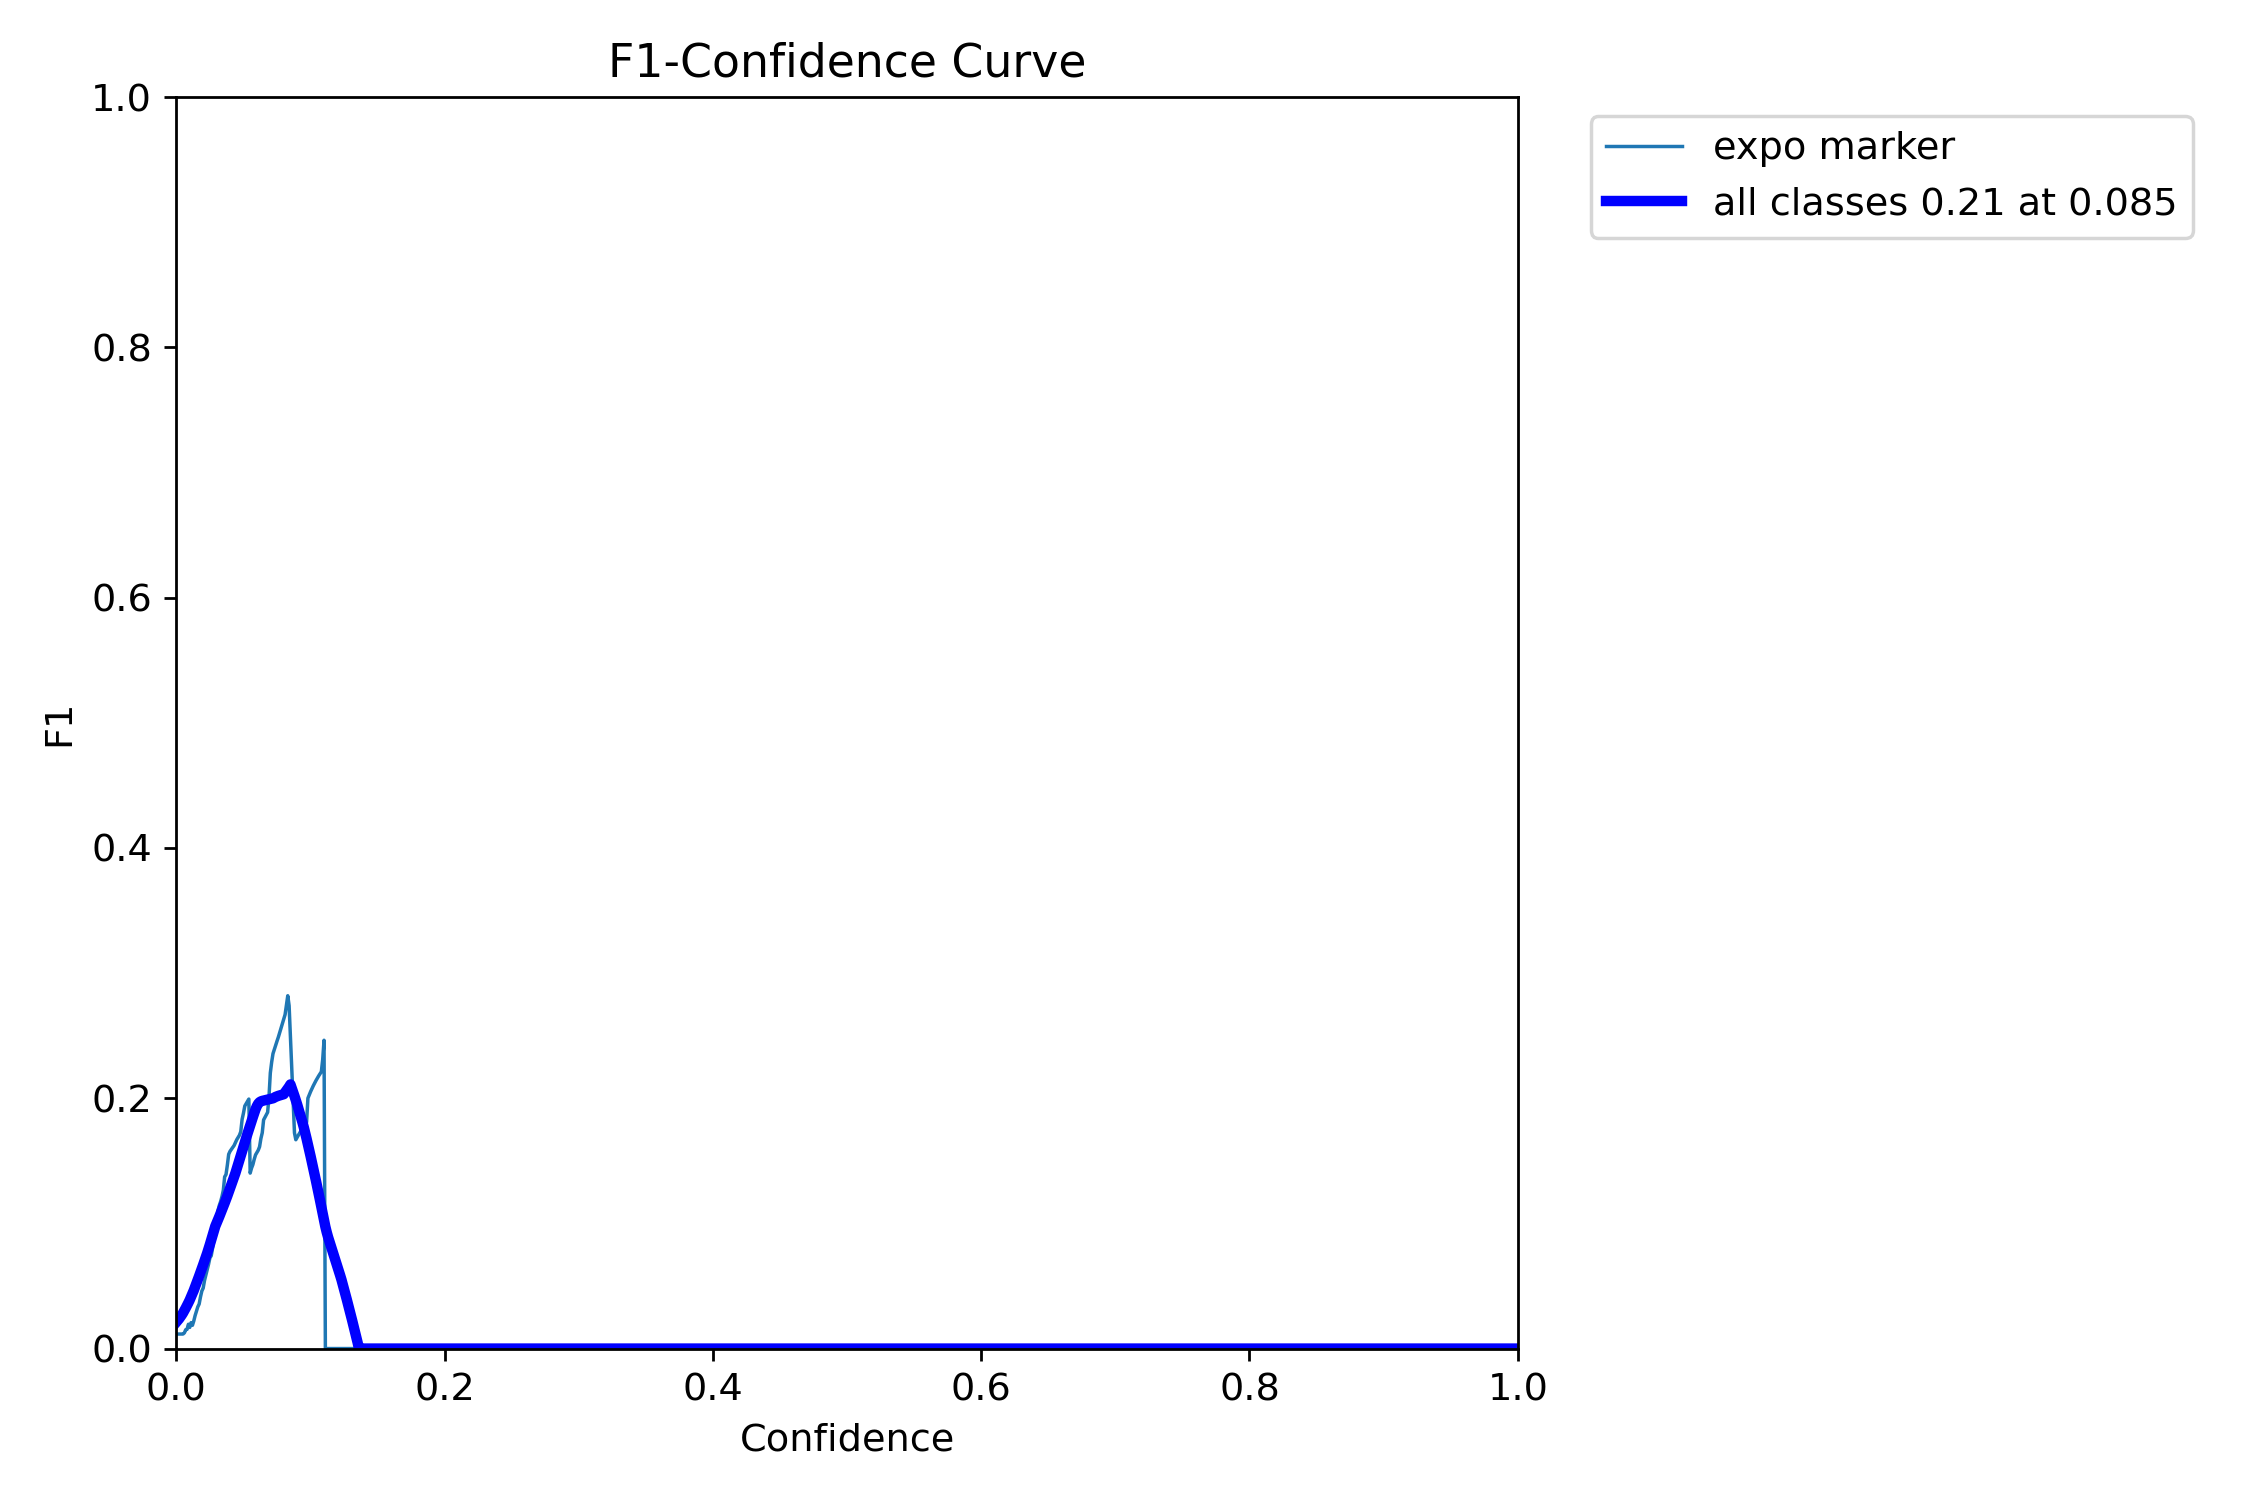 F1-Confidence Curve
1.0
0.8
0.6
0.4
0.2
0.0
F1
0.0 0.2 0.4 0.6 0.8 1.0
Confidence
expo marker
all classes 0.21 at 0.085